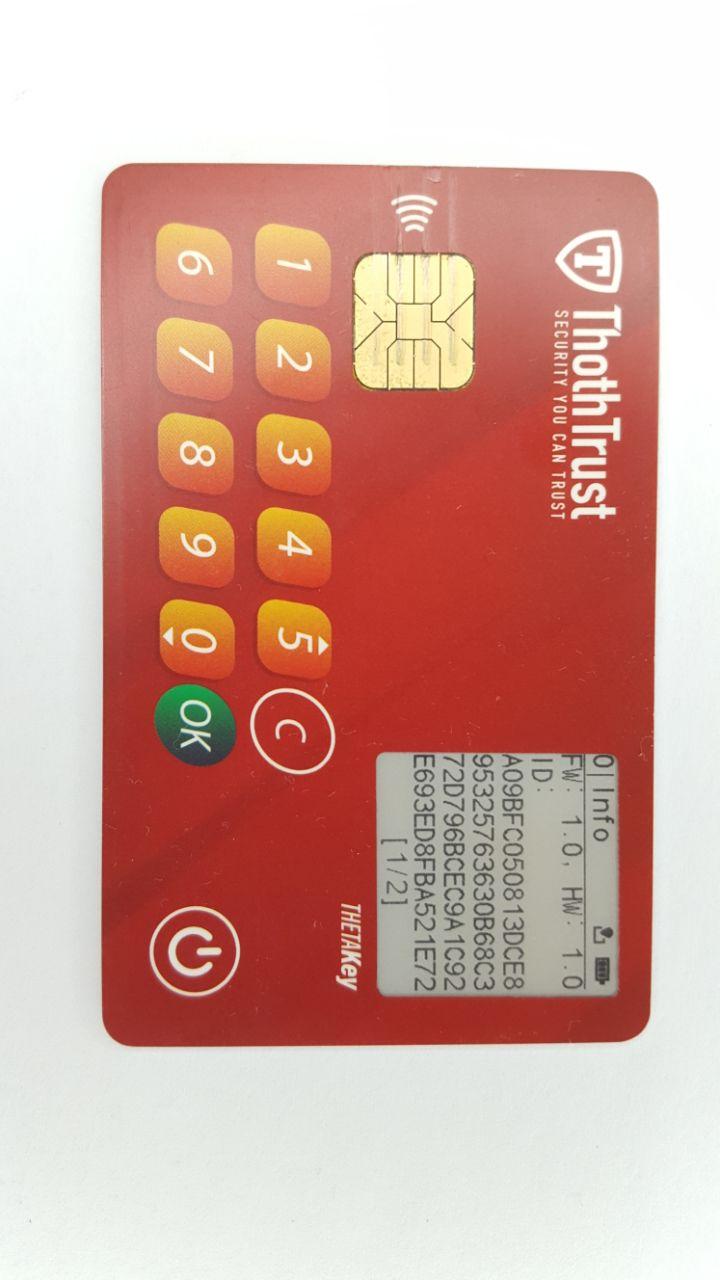 ThothTrust
SECURITY YOU CAN TRUST
0| Info
FW: 1.0, HW: 1.0
ID:
A09BFC050813DCE8
95325763630B68C3
72D796BCEC9A1C92
E693ED8FBA521E72
[1/2]
THETAKey
1 2 3 4 5 C
6 7 8 9 0 OK